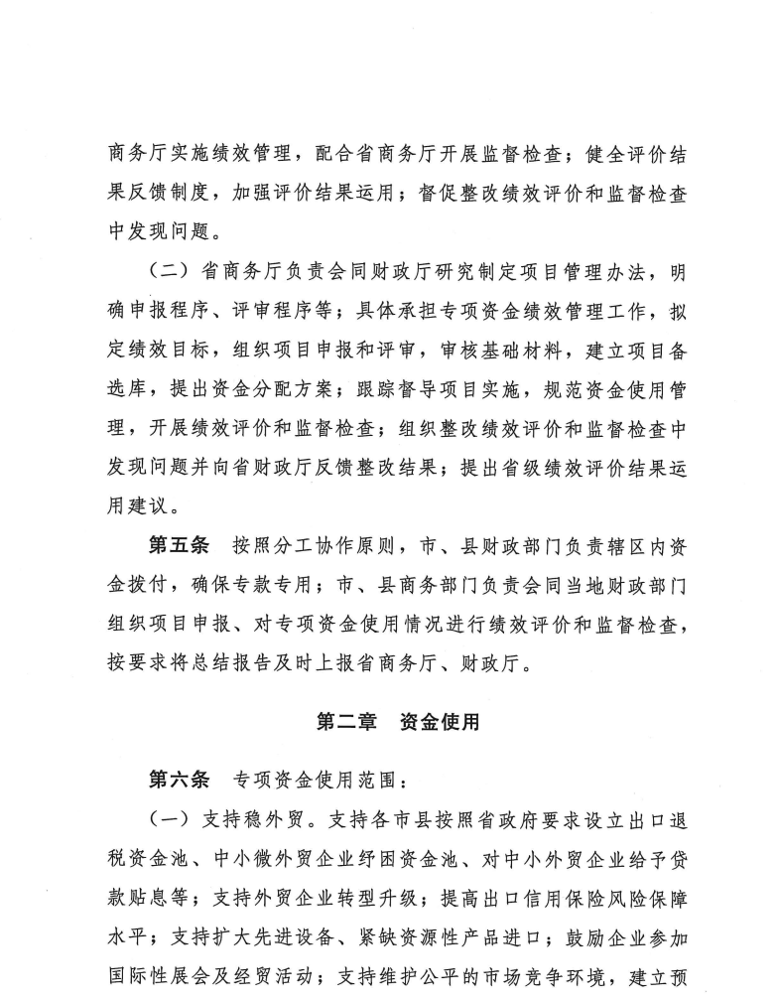 商务厅实施绩效管理，配合省商务厅开展监督检查；健全评价结
果反馈制度，加强评价结果运用；督促整改绩效评价和监督检查
中发现问题。
（二）省商务厅负责会同财政厅研究制定项目管理办法，明
确申报程序、评审程序等；具体承担专项资金绩效管理工作，拟
定绩效目标，组织项目申报和评审，审核基础材料，建立项目备
选库，提出资金分配方案；跟踪督导项目实施，规范资金使用管
理，开展绩效评价和监督检查；组织整改绩效评价和监督检查中
发现问题并向省财政厅反馈整改结果；提出省级绩效评价结果运
用建议。
第五条 按照分工协作原则，市、县财政部门负责辖区内资
金拨付，确保专款专用；市、县商务部门负责会同当地财政部门
组织项目申报、对专项资金使用情况进行绩效评价和监督检查，
按要求将总结报告及时上报省商务厅、财政厅。
第二章 资金使用
第六条 专项资金使用范围：
（一）支持稳外贸。支持各市县按照省政府要求设立出口退
税资金池、中小微外贸企业纾困资金池、对中小外贸企业给予贷
款贴息等；支持外贸企业转型升级；提高出口信用保险风险保障
水平；支持扩大先进设备、紧缺资源性产品进口；鼓励企业参加
国际性展会及经贸活动；支持维护公平的市场竞争环境，建立预